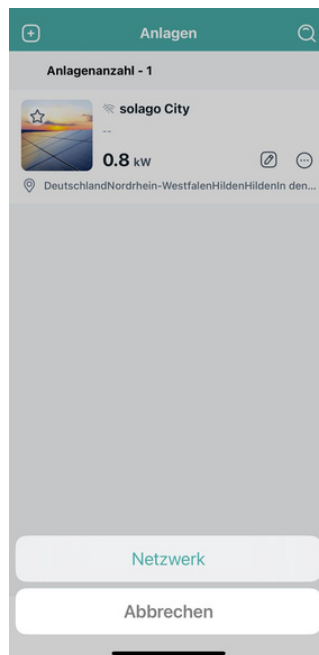 Anlagen
Anlagenanzahl - 1
solago City
--
0.8 kW
DeutschlandNordrhein-WestfalenHildenHildenIn den...
Netzwerk
Abbrechen